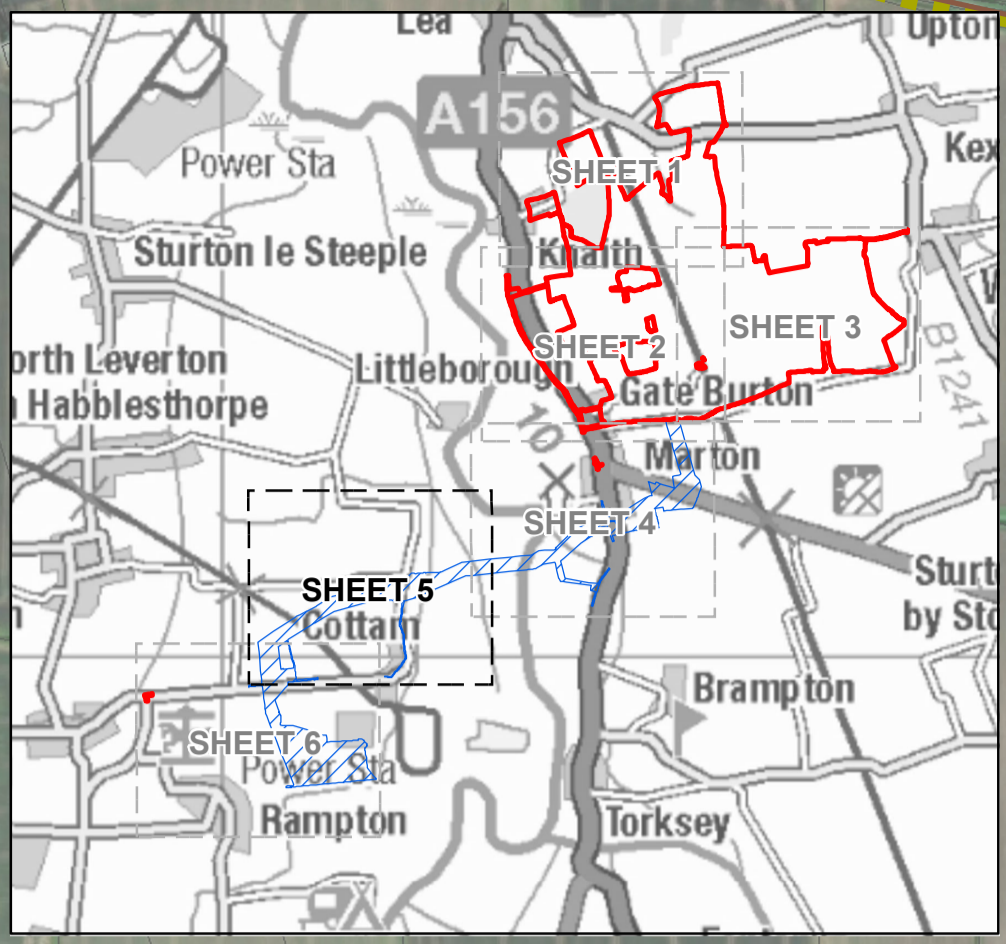 Lea
Upton
A156
Kex
Power Sta
SHEET 1
Sturton le Steeple
Knaith
SHEET 3
SHEET 2
orth Leverton
Littleborough
B1241
Habblesthorpe
Gate Burton
10
Marton
SHEET 4
Sturt
by Sto
SHEET 5
Cottam
Brampton
SHEET 6
Power Sta
Rampton
Torksey